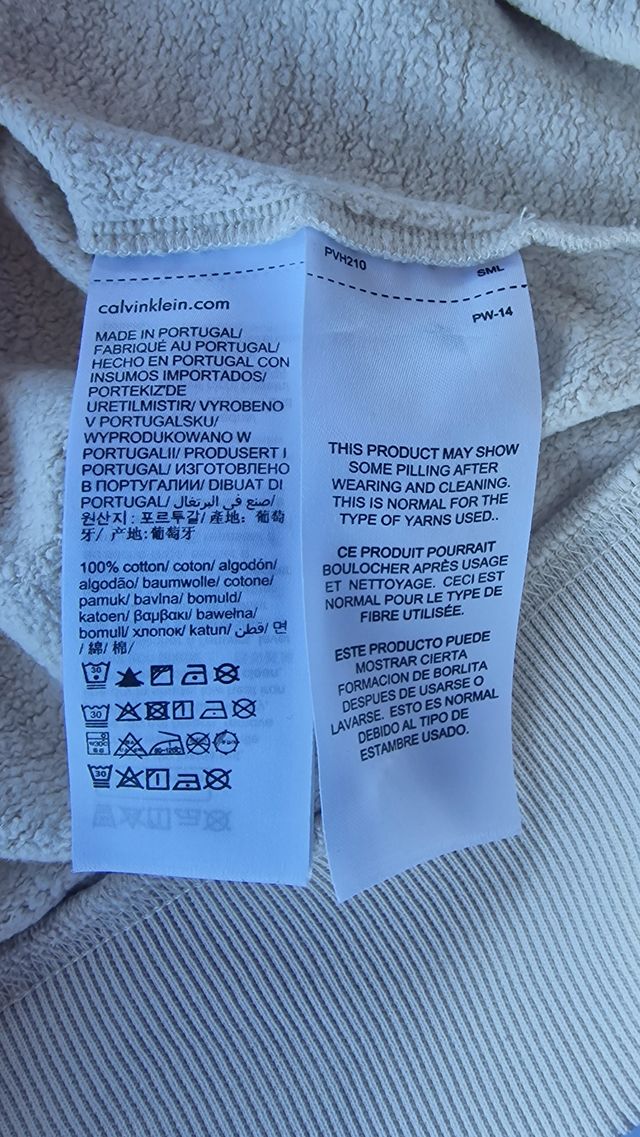 calvinklein.com
MADE IN PORTUGAL/
FABRIQUÉ AU PORTUGAL/
HECHO EN PORTUGAL CON
INSUMOS IMPORTADOS/
PORTEKIZ'DE
URETILMISTIR/ VYROBENO
V PORTUGALSKU/
WYPRODUKOWANO W
PORTUGALII/ PRODUSERT I
PORTUGAL/ ИЗГОТОВЛЕНО
В ПОРТУГАЛИИ/ DIBUAT DI
PORTUGAL/ صنع في البرتغال/
원산지 : 포르투갈/ 產地: 葡萄
牙/ 产地:葡萄牙
100% cotton/ coton/ algodón/
algodão/ baumwolle/ cotone/
pamuk/ bavlna/ bomuld/
katoen/ βαμβακι/ bawełna/
bomull/ хлопок/ katun/ قطن/ 면
/ 綿/ 棉/
30
30
30
PVH210
SML
PW-14
THIS PRODUCT MAY SHOW
SOME PILLING AFTER
WEARING AND CLEANING.
THIS IS NORMAL FOR THE
TYPE OF YARNS USED..
CE PRODUIT POURRAIT
BOULOCHER APRÈS USAGE
ET NETTOYAGE. CECI EST
NORMAL POUR LE TYPE DE
FIBRE UTILISÉE.
ESTE PRODUCTO PUEDE
MOSTRAR CIERTA
FORMACION DE BORLITA
DESPUES DE USARSE O
LAVARSE. ESTO ES NORMAL
DEBIDO AL TIPO DE
ESTAMBRE USADO.